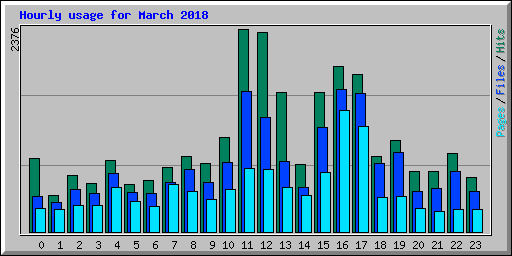 Hourly usage for March 2018
2376
Pages / Files / Hits
0 1 2 3 4 5 6 7 8 9 10 11 12 13 14 15 16 17 18 19 20 21 22 23